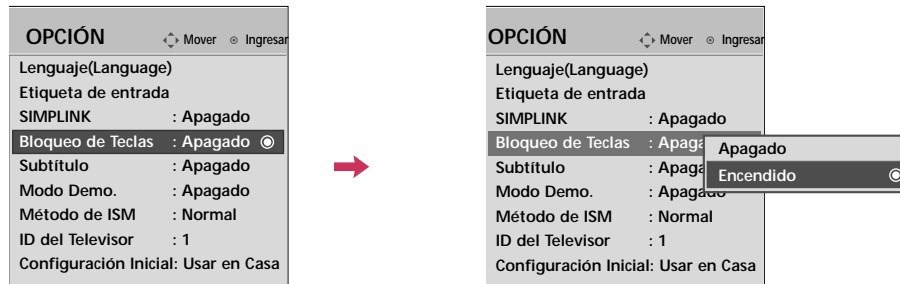 OPCIÓN Mover Ingresar
Lenguaje(Language)
Etiqueta de entrada
SIMPLINK : Apagado
Bloqueo de Teclas : Apagado
Subtítulo : Apagado
Modo Demo. : Apagado
Método de ISM : Normal
ID del Televisor : 1
Configuración Inicial: Usar en Casa
OPCIÓN Mover Ingresar
Lenguaje(Language)
Etiqueta de entrada
SIMPLINK : Apagado
Bloqueo de Teclas : Apaga
Subtítulo : Apaga
Modo Demo. : Apagado
Método de ISM : Normal
ID del Televisor : 1
Configuración Inicial: Usar en Casa
Apagado
Encendido